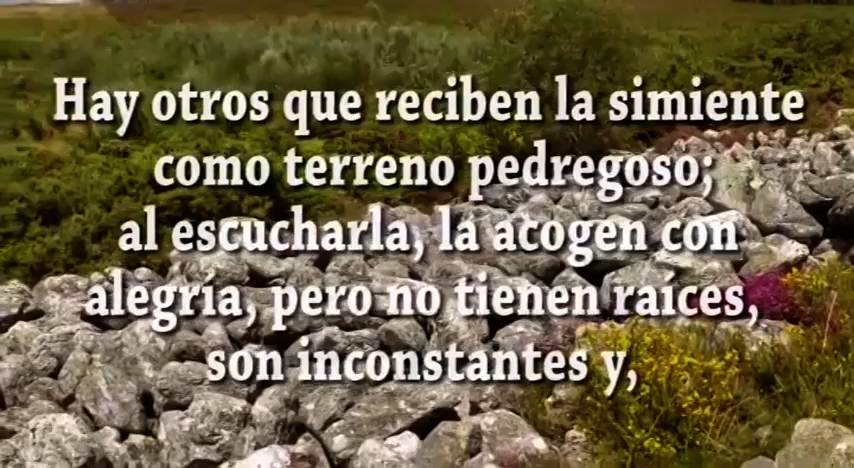 Hay otros que reciben la simiente
como terreno pedregoso;
al escucharla, la acogen con
alegría, pero no tienen raíces,
son inconstantes y,